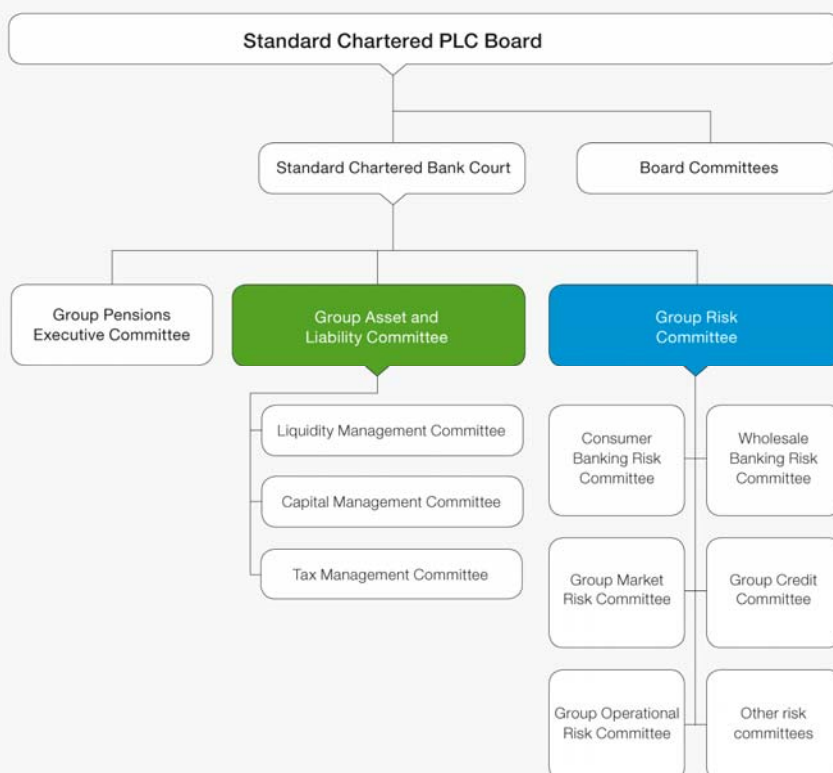 Standard Chartered PLC Board
Standard Chartered Bank Court
Board Committees
Group Pensions
Executive Committee
Group Asset and
Liability Committee
Group Risk
Committee
Liquidity Management Committee
Capital Management Committee
Tax Management Committee
Consumer
Banking Risk
Committee
Wholesale
Banking Risk
Committee
Group Market
Risk Committee
Group Credit
Committee
Group Operational
Risk Committee
Other risk
committees